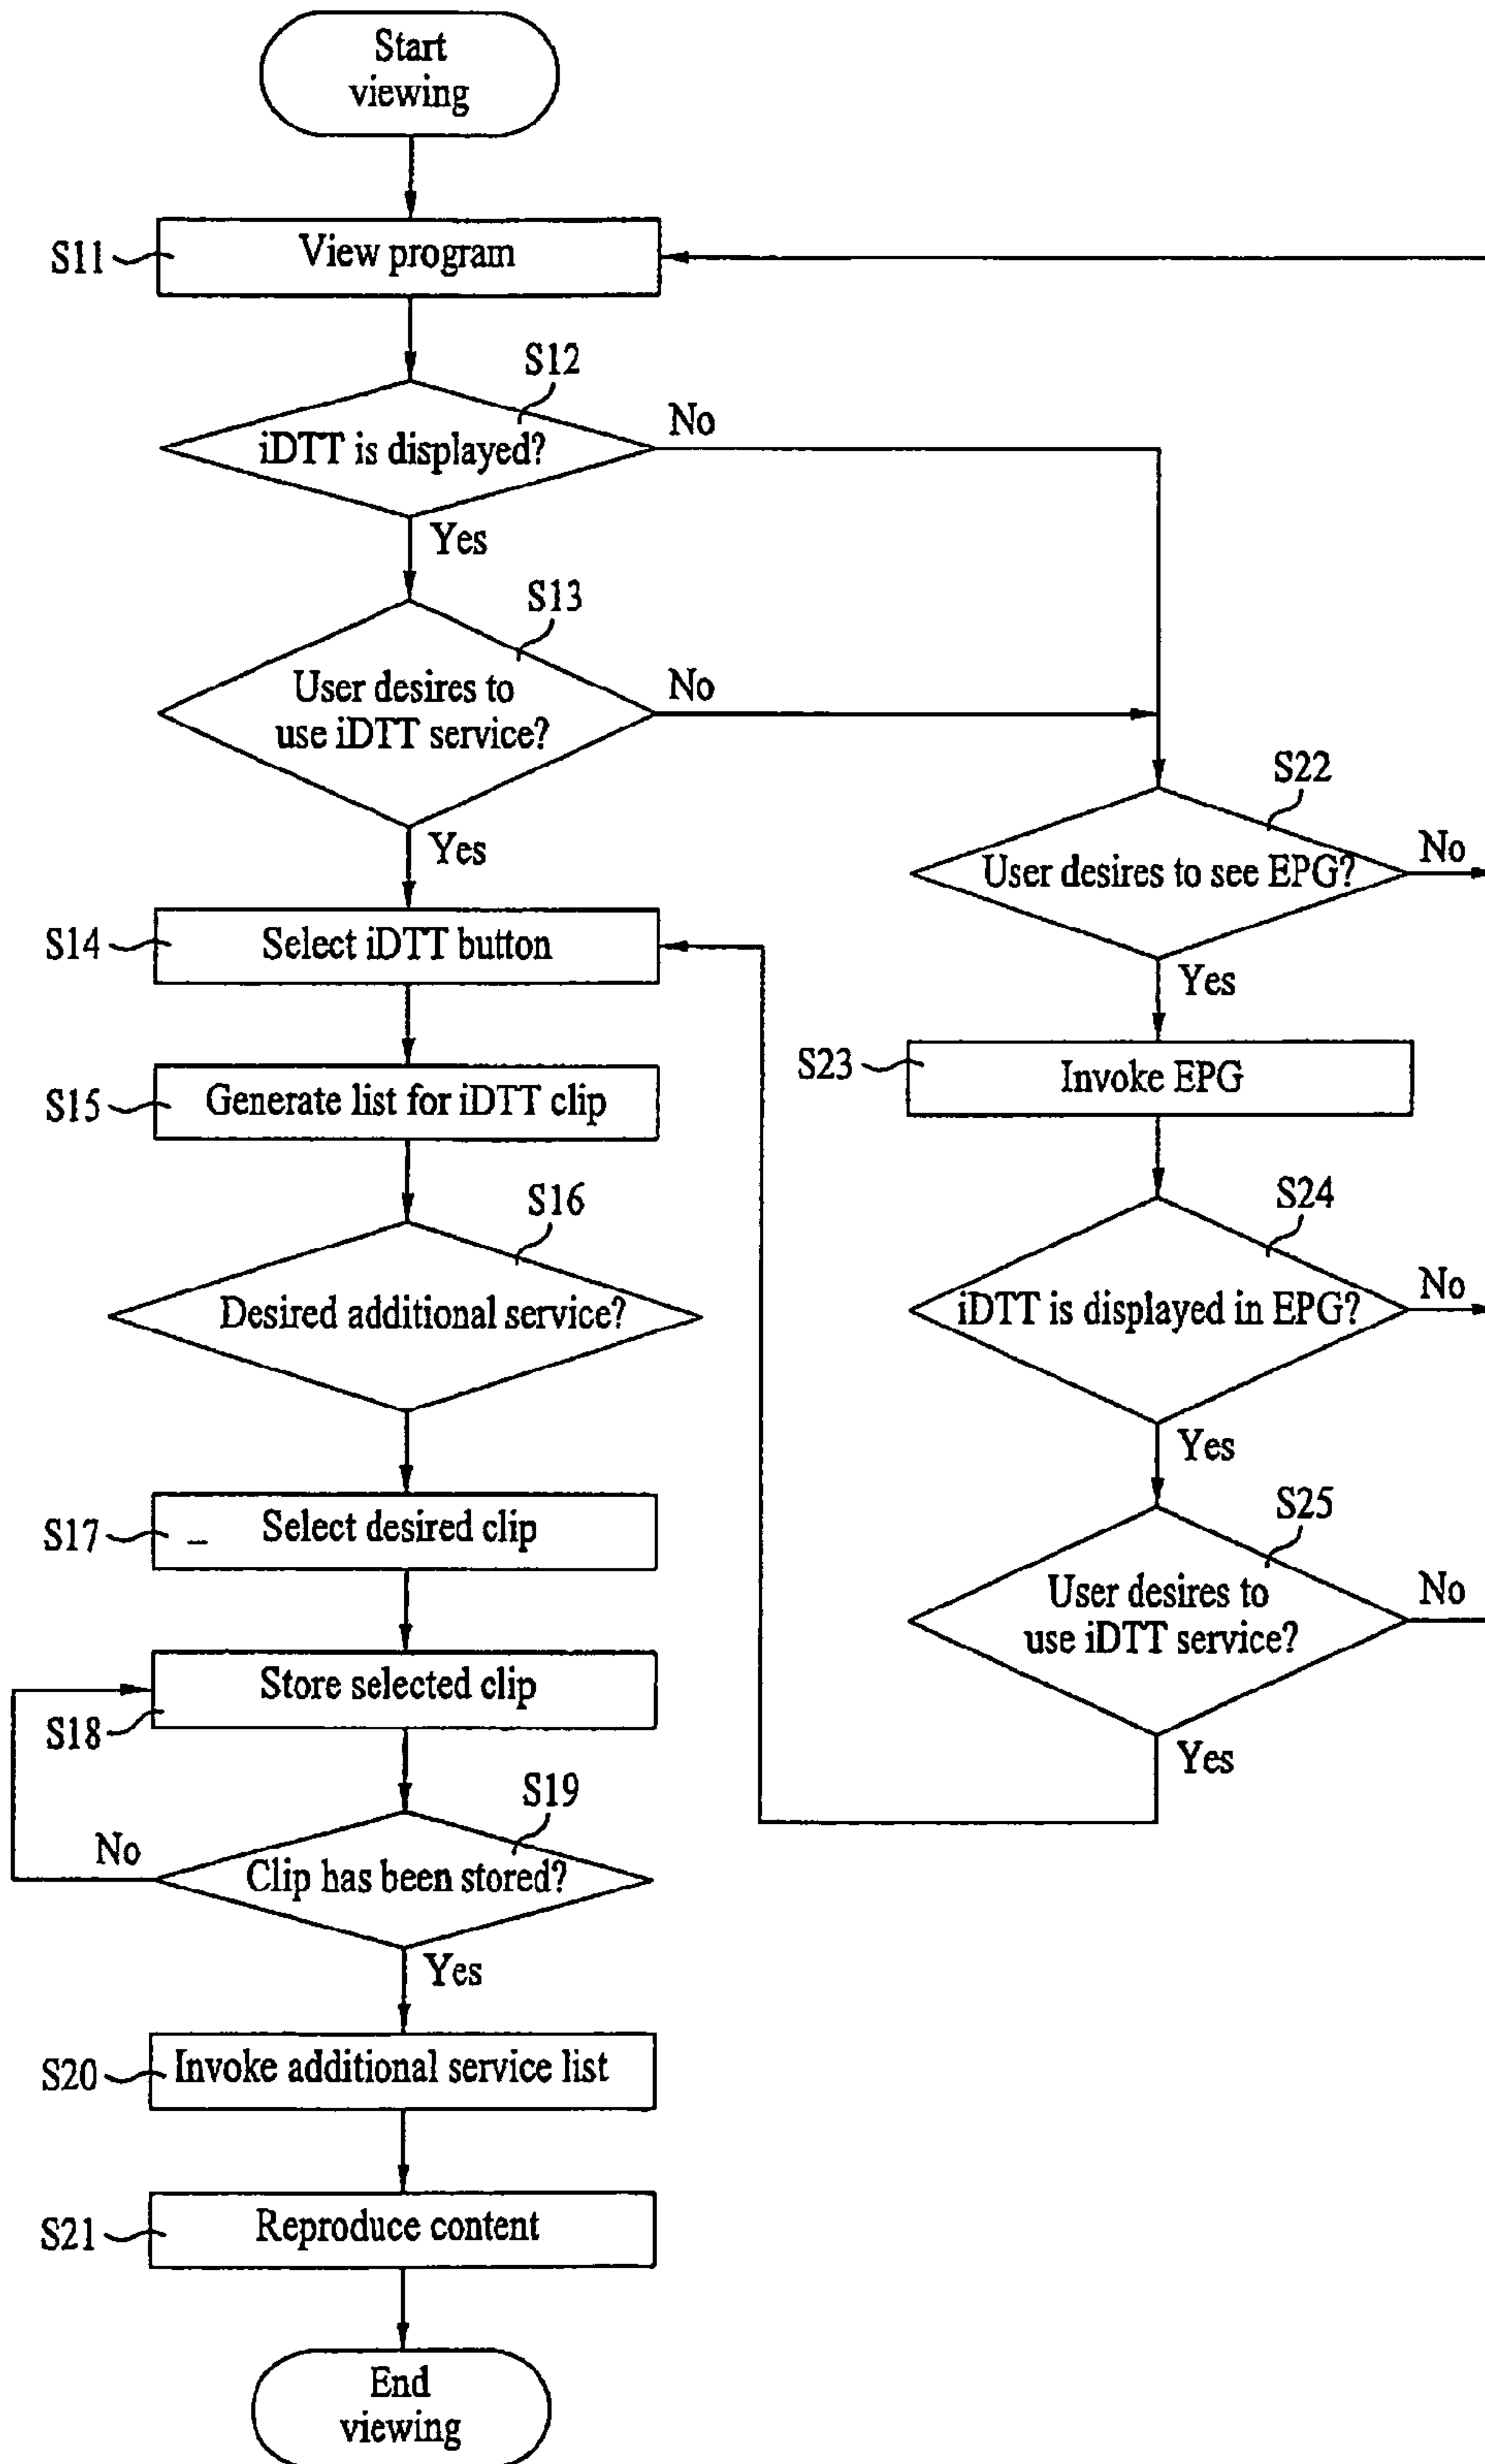 Start
viewing
S11
View program
S12
iDTT is displayed?
No
Yes
S13
User desires to
use iDTT service?
No
Yes
S14
Select iDTT button
S15
Generate list for iDTT clip
S16
Desired additional service?
S17
Select desired clip
S18
Store selected clip
S19
Clip has been stored?
No
Yes
S20
Invoke additional service list
S21
Reproduce content
End
viewing
S22
User desires to see EPG?
No
Yes
S23
Invoke EPG
S24
iDTT is displayed in EPG?
No
Yes
S25
User desires to
use iDTT service?
No
Yes